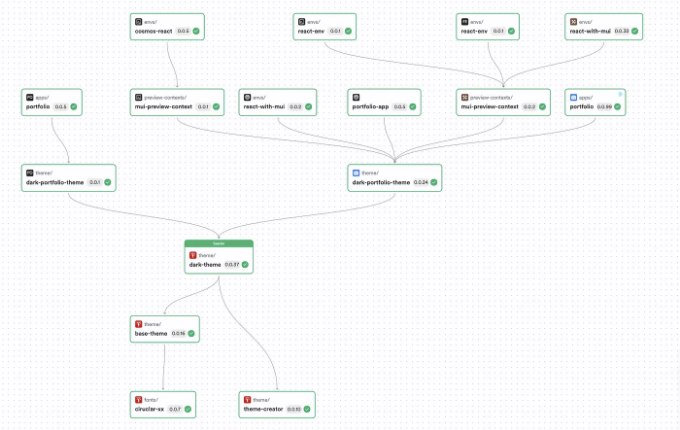 envs/
cosmos-react 0.0.5
envs/
react-env 0.0.1
envs/
react-env 0.0.1
envs/
react-with-mui 0.0.33
apps/
portfolio 0.0.5
preview-contexts/
mui-preview-context 0.0.1
envs/
react-with-mui 0.0.2
portfolio-app 0.0.3
preview-contexts/
mui-preview-context 0.0.2
apps/
portfolio 0.0.99
theme/
dark-portfolio-theme 0.0.1
theme/
dark-portfolio-theme 0.0.24
theme/
dark-theme 0.0.37
theme/
base-theme 0.0.16
fonts/
ciruclar-xx 0.0.7
theme/
theme-creator 0.0.10